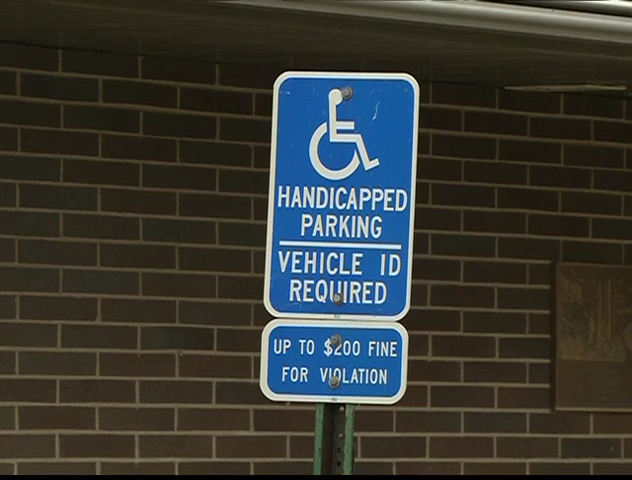 HANDICAPPED
PARKING
VEHICLE ID
REQUIRED
UP TO $200 FINE
FOR VIOLATION